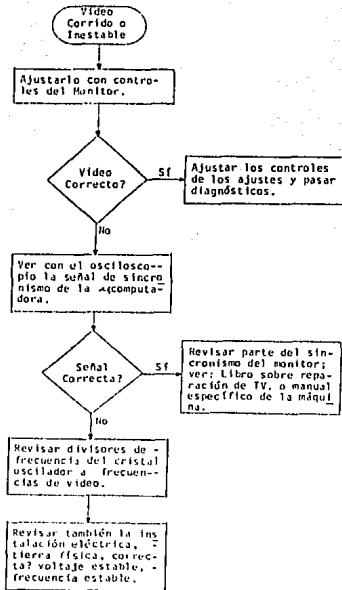 Video
Corrido o
Inestable
Ajustarlo con contro-
les del Monitor.
Video
Correcto?
Sí
Ajustar los controles
de los ajustes y pasar
diagnósticos.
No
Ver con el oscilosco--
pio la señal de sincro
nismo de la computa-
dora.
Señal
Correcta?
Sí
Revisar parte del sin-
cronismo del monitor;
ver: Libro sobre repa-
ración de TV. o manual
específico de la máqui
na.
No
Revisar divisores de -
frecuencia del cristal
oscilador a frecuen--
cias de video.
Revisar también la ins
talación eléctrica, -
tierra física, correc-
ta? voltaje estable, -
frecuencia estable.